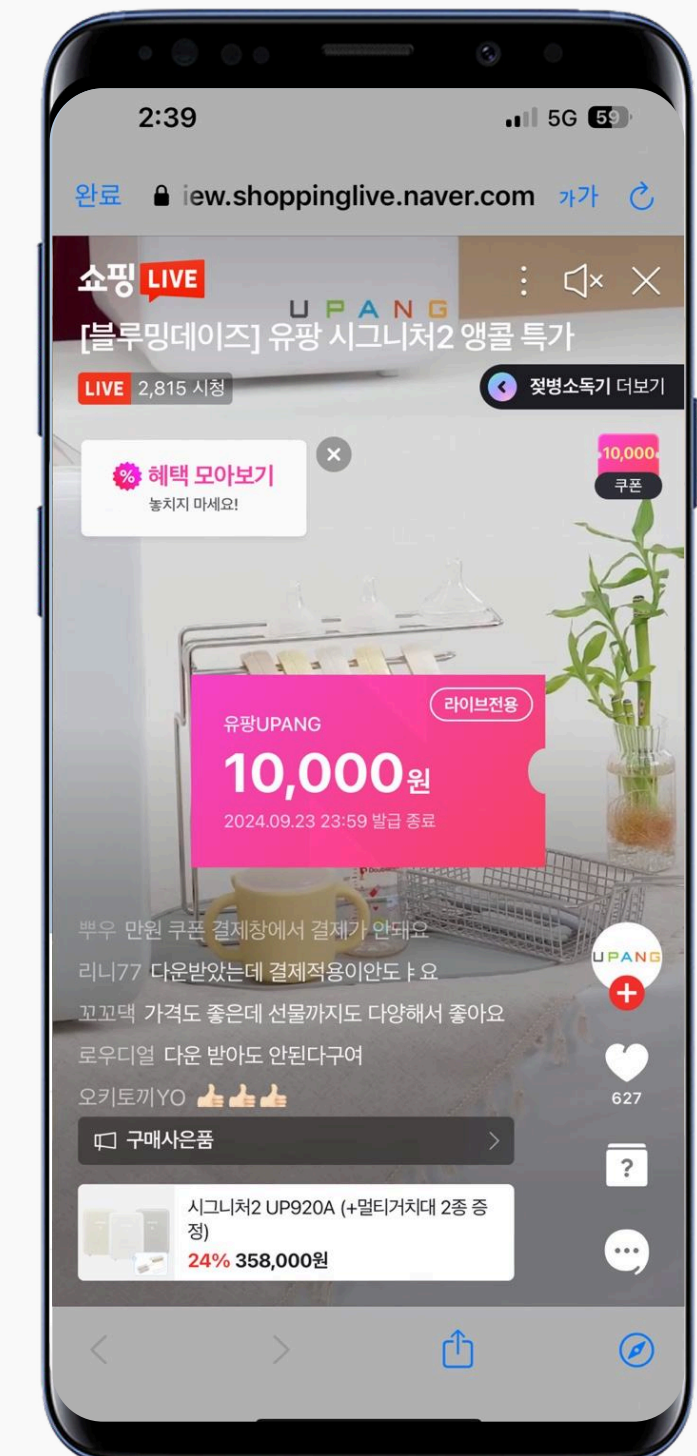 2:39
5G 59
완료 iew.shoppinglive.naver.com 가가
쇼핑 LIVE
UPANG
[블루밍데이즈] 유팡 시그니처2 앵콜 특가
LIVE 2,815 시청
젖병소독기 더보기
% 혜택 모아보기
놓치지 마세요!
10,000
쿠폰
라이브전용
유팡UPANG
10,000원
2024.09.23 23:59 발급 종료
뿌우 만원 쿠폰 결제창에서 결제가 안돼요
리니77 다운받았는데 결제적용이안도ㅑ요
꼬꼬댁 가격도 좋은데 선물까지도 다양해서 좋아요
로우디얼 다운 받아도 안된다구여
오키토끼YO 👍🏻👍🏻👍🏻
UPANG
627
구매사은품
?
시그니처2 UP920A (+멀티거치대 2종 증
정)
24% 358,000원